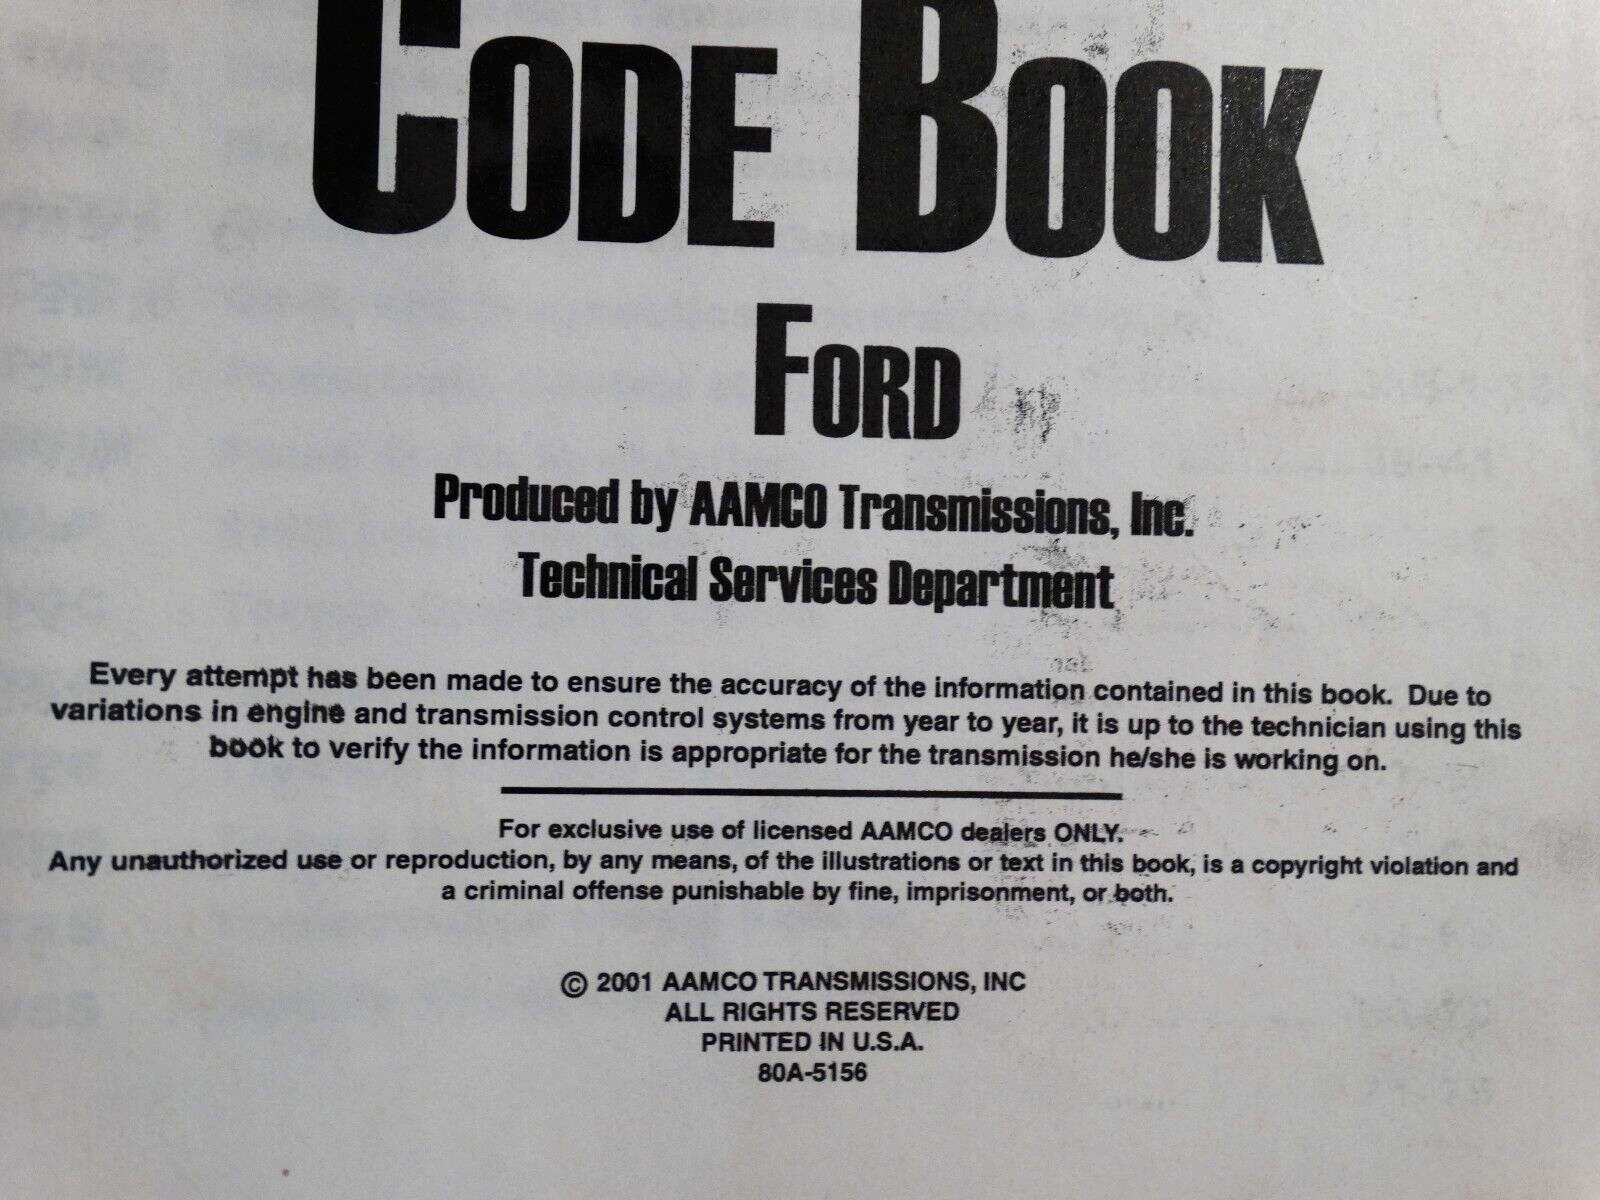 CODE BOOK
FORD
Produced by AAMCO Transmissions, Inc.
Technical Services Department
Every attempt has been made to ensure the accuracy of the information contained in this book. Due to
variations in engine and transmission control systems from year to year, it is up to the technician using this
book to verify the information is appropriate for the transmission he/she is working on.
For exclusive use of licensed AAMCO dealers ONLY.
Any unauthorized use or reproduction, by any means, of the illustrations or text in this book, is a copyright violation and
a criminal offense punishable by fine, imprisonment, or both.
© 2001 AAMCO TRANSMISSIONS, INC
ALL RIGHTS RESERVED
PRINTED IN U.S.A.
80A-5156